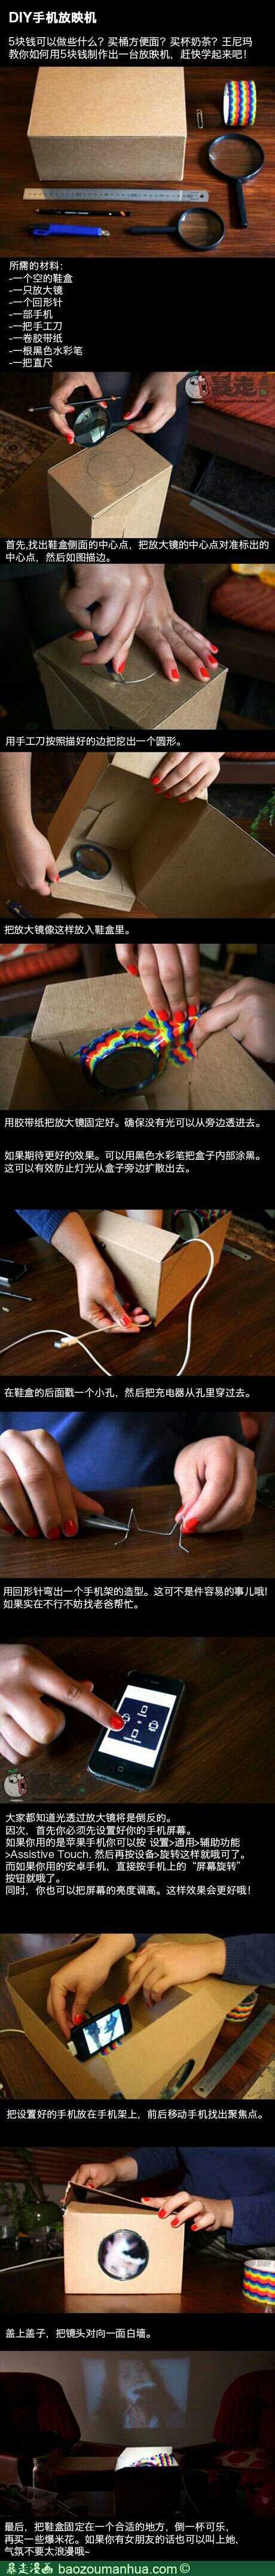 DIY手机放映机
5块钱可以做些什么？买桶方便面？买杯奶茶？王尼玛
教你如何用5块钱制作出一台放映机，赶快学起来吧！
所需的材料：
-一个空的鞋盒
-一只放大镜
-一个回形针
-一部手机
-一把手工刀
-一卷胶带纸
-一根黑色水彩笔
-一把直尺
暴走
首先,找出鞋盒侧面的中心点，把放大镜的中心点对准标出的
中心点，然后如图描边。
用手工刀按照描好的边把挖出一个圆形。
把放大镜像这样放入鞋盒里。
用胶带纸把放大镜固定好。确保没有光可以从旁边透进去。
如果期待更好的效果。可以用黑色水彩笔把盒子内部涂黑。
这可以有效防止灯光从盒子旁边扩散出去。
在鞋盒的后面戳一个小孔，然后把充电器从孔里穿过去。
用回形针弯出一个手机架的造型。这可不是件容易的事儿哦!
如果实在不行不妨找老爸帮忙。
大家都知道光透过放大镜将是倒反的。
因次，首先你必须先设置好你的手机屏幕。
如果你用的是苹果手机你可以按 设置>通用>辅助功能
>Assistive Touch. 然后再按设备>旋转这样就哦可了。
而如果你用的安卓手机，直接按手机上的“屏幕旋转”
按钮就哦了。
同时，你也可以把屏幕的亮度调高。这样效果会更好哦！
把设置好的手机放在手机架上，前后移动手机找出聚焦点。
盖上盖子，把镜头对向一面白墙。
最后，把鞋盒固定在一个合适的地方，倒一杯可乐，
再买一些爆米花。如果你有女朋友的话也可以叫上她，
气氛不要太浪漫哦~
暴走漫画 baozoumanhua.com ©